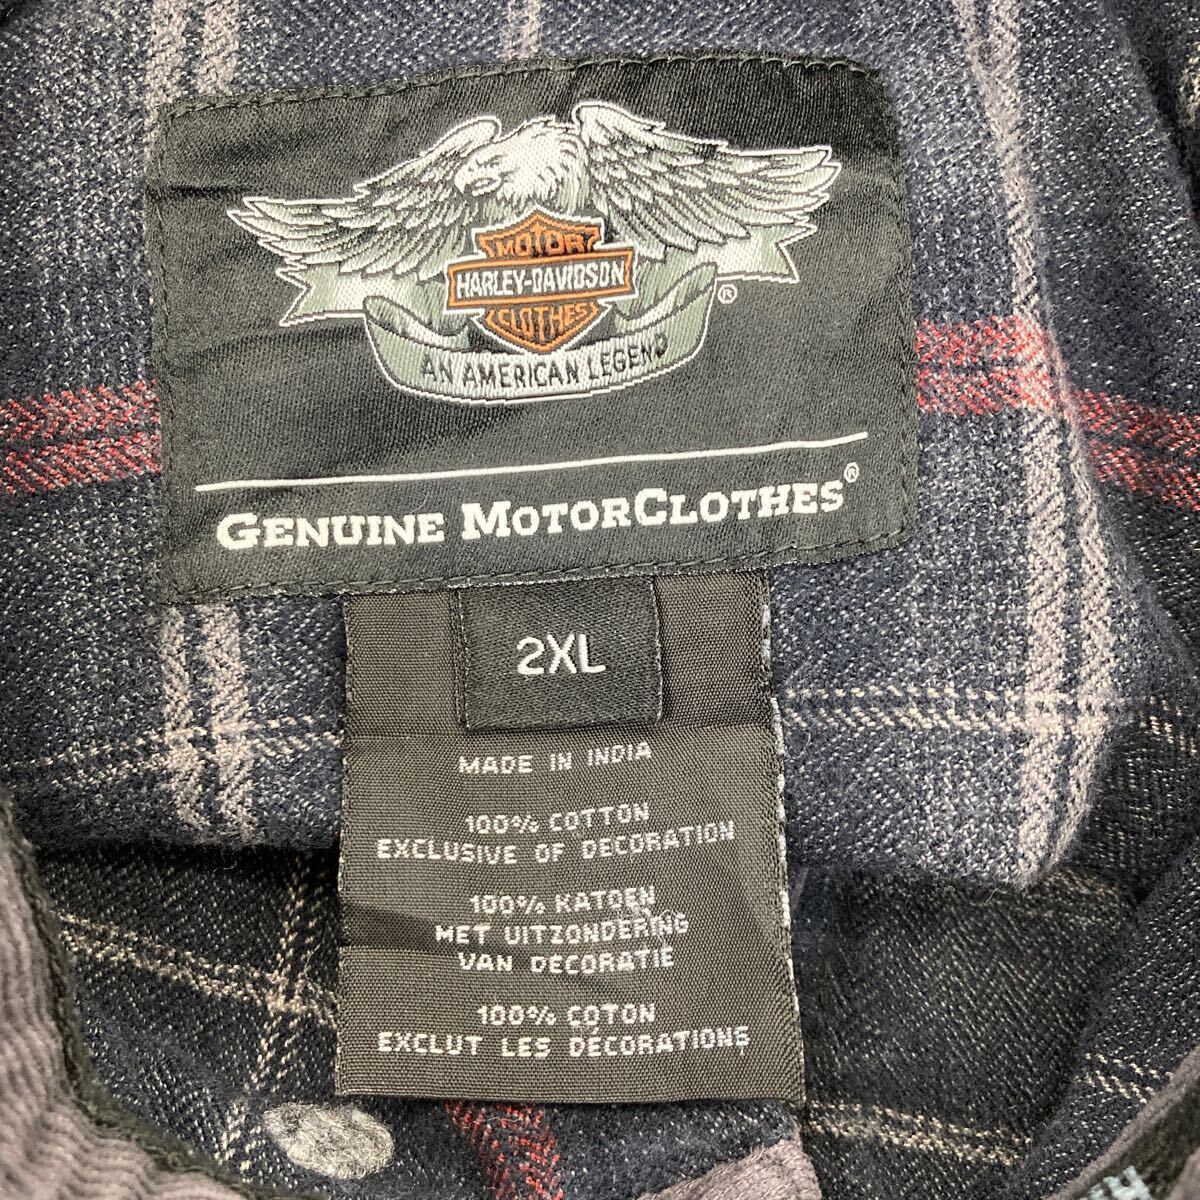 MOTOR
HARLEY-DAVIDSON
CLOTHES
®
AN AMERICAN LEGEND
GENUINE MOTORCLOTHES®
2XL
MADE IN INDIA
100% COTTON
EXCLUSIVE OF DECORATION
100% KATOEN
MET UITZONDERING
VAN DECORATIE
100% COTON
EXCLUT LES DÉCORATIONS